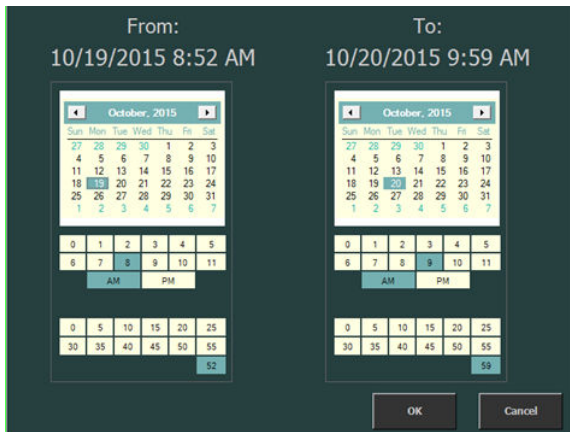 From:
10/19/2015 8:52 AM
October, 2015
Sun Mon Tue Wed Thu Fri Sat
27 28 29 30 1 2 3
4 5 6 7 8 9 10
11 12 13 14 15 16 17
18 19 20 21 22 23 24
25 26 27 28 29 30 31
1 2 3 4 5 6 7
0 1 2 3 4 5
6 7 8 9 10 11
AM PM
0 5 10 15 20 25
30 35 40 45 50 55
52
To:
10/20/2015 9:59 AM
October, 2015
Sun Mon Tue Wed Thu Fri Sat
27 28 29 30 1 2 3
4 5 6 7 8 9 10
11 12 13 14 15 16 17
18 19 20 21 22 23 24
25 26 27 28 29 30 31
1 2 3 4 5 6 7
0 1 2 3 4 5
6 7 8 9 10 11
AM PM
0 5 10 15 20 25
30 35 40 45 50 55
59
OK Cancel